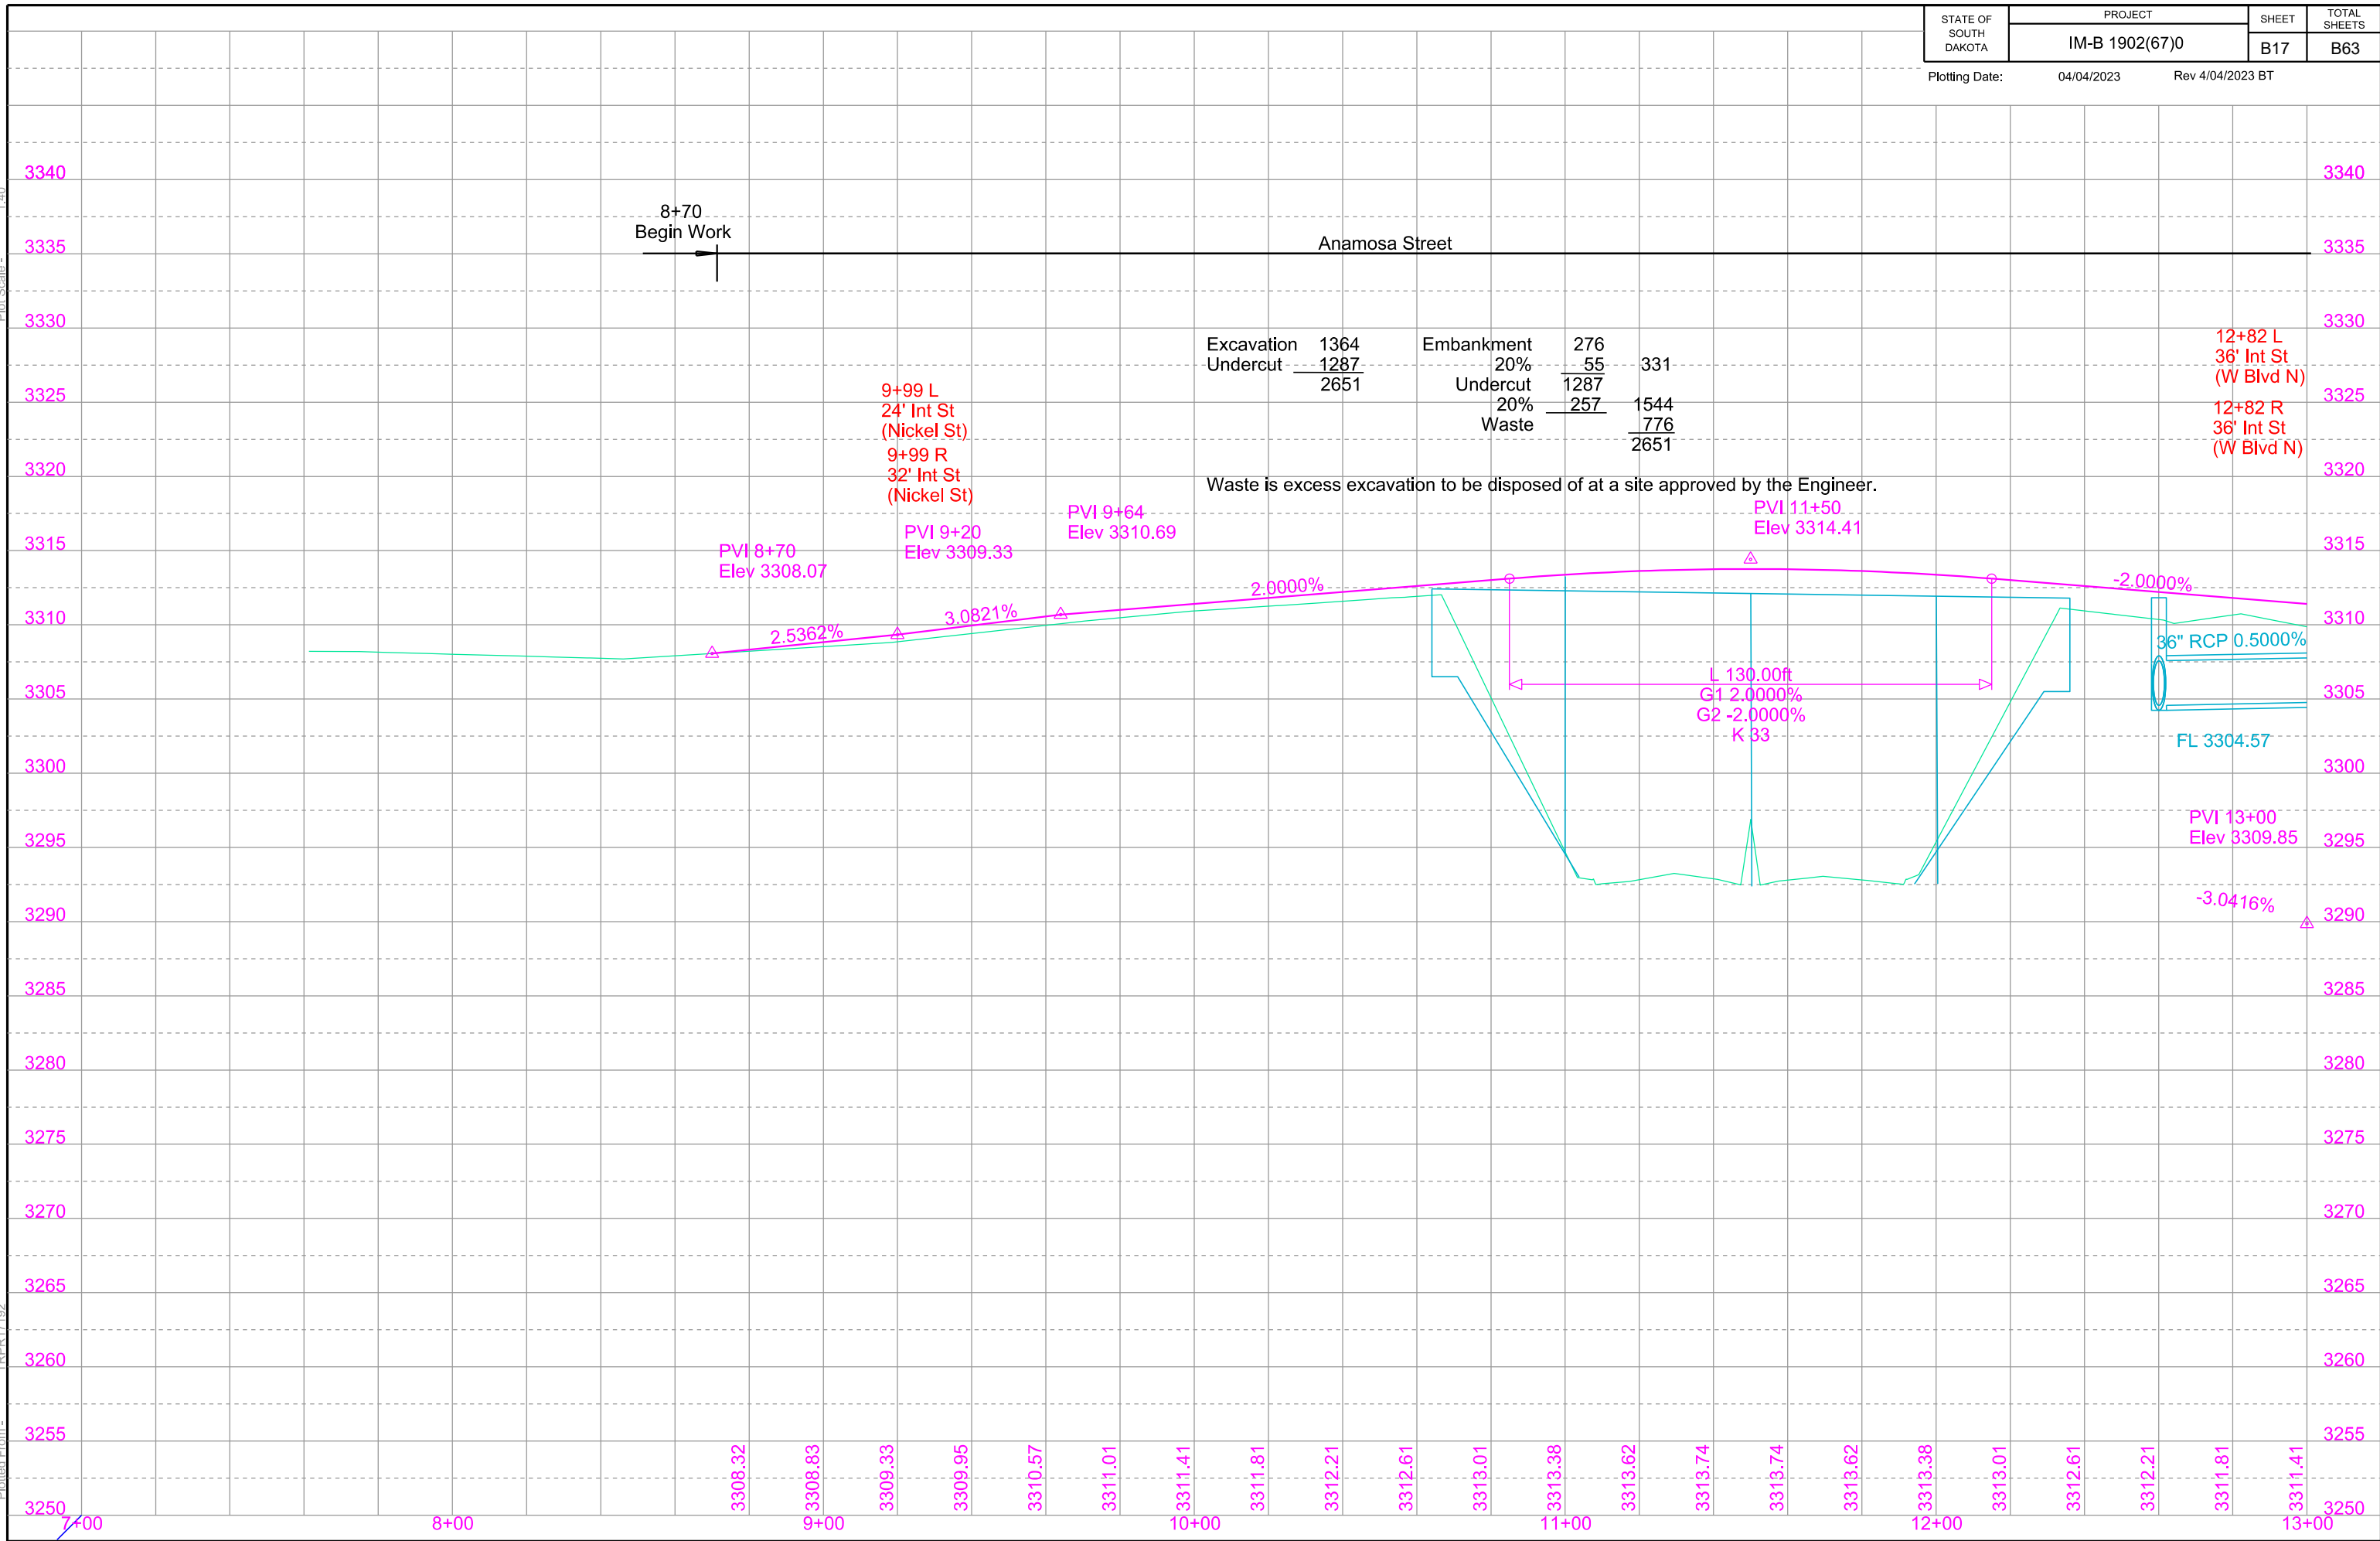 STATE OF
SOUTH
DAKOTA
PROJECT
IM-B 1902(67)0
SHEET
B17
TOTAL
SHEETS
B63
Plotting Date: 04/04/2023 Rev 4/04/2023 BT
3340 3340
8+70
Begin Work
3335 Anamosa Street 3335
3330 3330
Excavation 1364 Embankment 276
Undercut 1287 20% 55 331
2651 Undercut 1287
20% 257 1544
Waste 776
2651
12+82 L
36' Int St
(W Blvd N)
12+82 R
36' Int St
(W Blvd N)
3325 3325
9+99 L
24' Int St
(Nickel St)
9+99 R
32' Int St
(Nickel St)
3320 3320
Waste is excess excavation to be disposed of at a site approved by the Engineer.
PVI 8+70
Elev 3308.07
PVI 9+20
Elev 3309.33
PVI 9+64
Elev 3310.69
PVI 11+50
Elev 3314.41
3315 3315
2.5362%
3.0821%
2.0000%
-2.0000%
3310 3310
36" RCP 0.5000%
L 130.00ft
G1 2.0000%
G2 -2.0000%
K 33
3305 3305
FL 3304.57
3300 3300
PVI 13+00
Elev 3309.85
3295 3295
-3.0416%
3290 3290
3285 3285
3280 3280
3275 3275
3270 3270
3265 3265
3260 3260
3255 3255
3308.32
3308.83
3309.33
3309.95
3310.57
3311.01
3311.41
3311.81
3312.21
3312.61
3313.01
3313.38
3313.62
3313.74
3313.74
3313.62
3313.38
3313.01
3312.61
3312.21
3311.81
3311.41
3250 3250
7+00 8+00 9+00 10+00 11+00 12+00 13+00